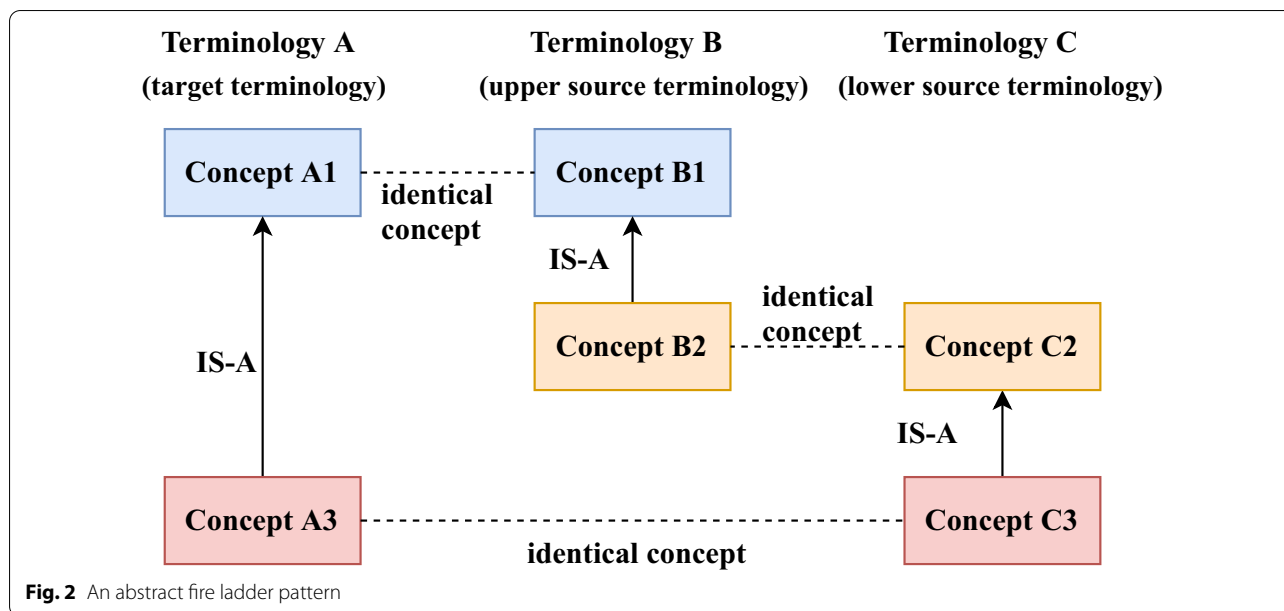 Terminology A
(target terminology)
Terminology B
(upper source terminology)
Terminology C
(lower source terminology)
Concept A1
identical
concept
Concept B1
IS-A
IS-A
Concept B2
identical
concept
Concept C2
IS-A
Concept A3
identical concept
Concept C3
Fig. 2 An abstract fire ladder pattern